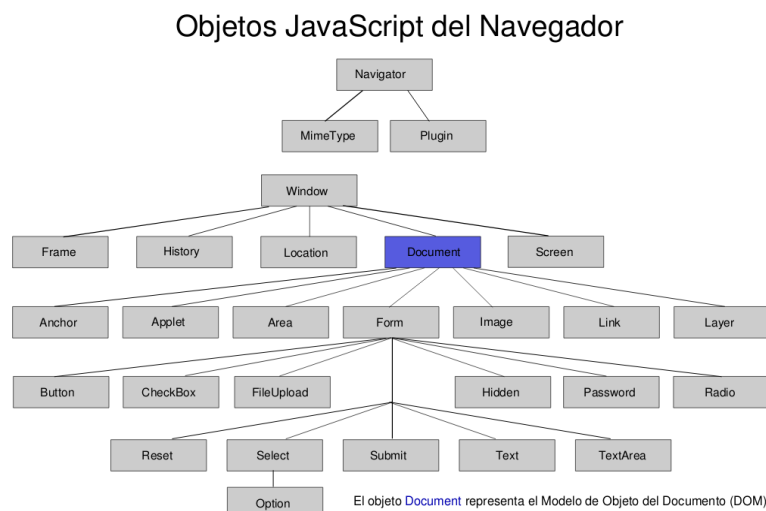 Objetos JavaScript del Navegador
Navigator
MimeType Plugin
Window
Frame History Location Document Screen
Anchor Applet Area Form Image Link Layer
Button CheckBox FileUpload Hidden Password Radio
Reset Select Submit Text TextArea
Option
El objeto Document representa el Modelo de Objeto del Documento (DOM)